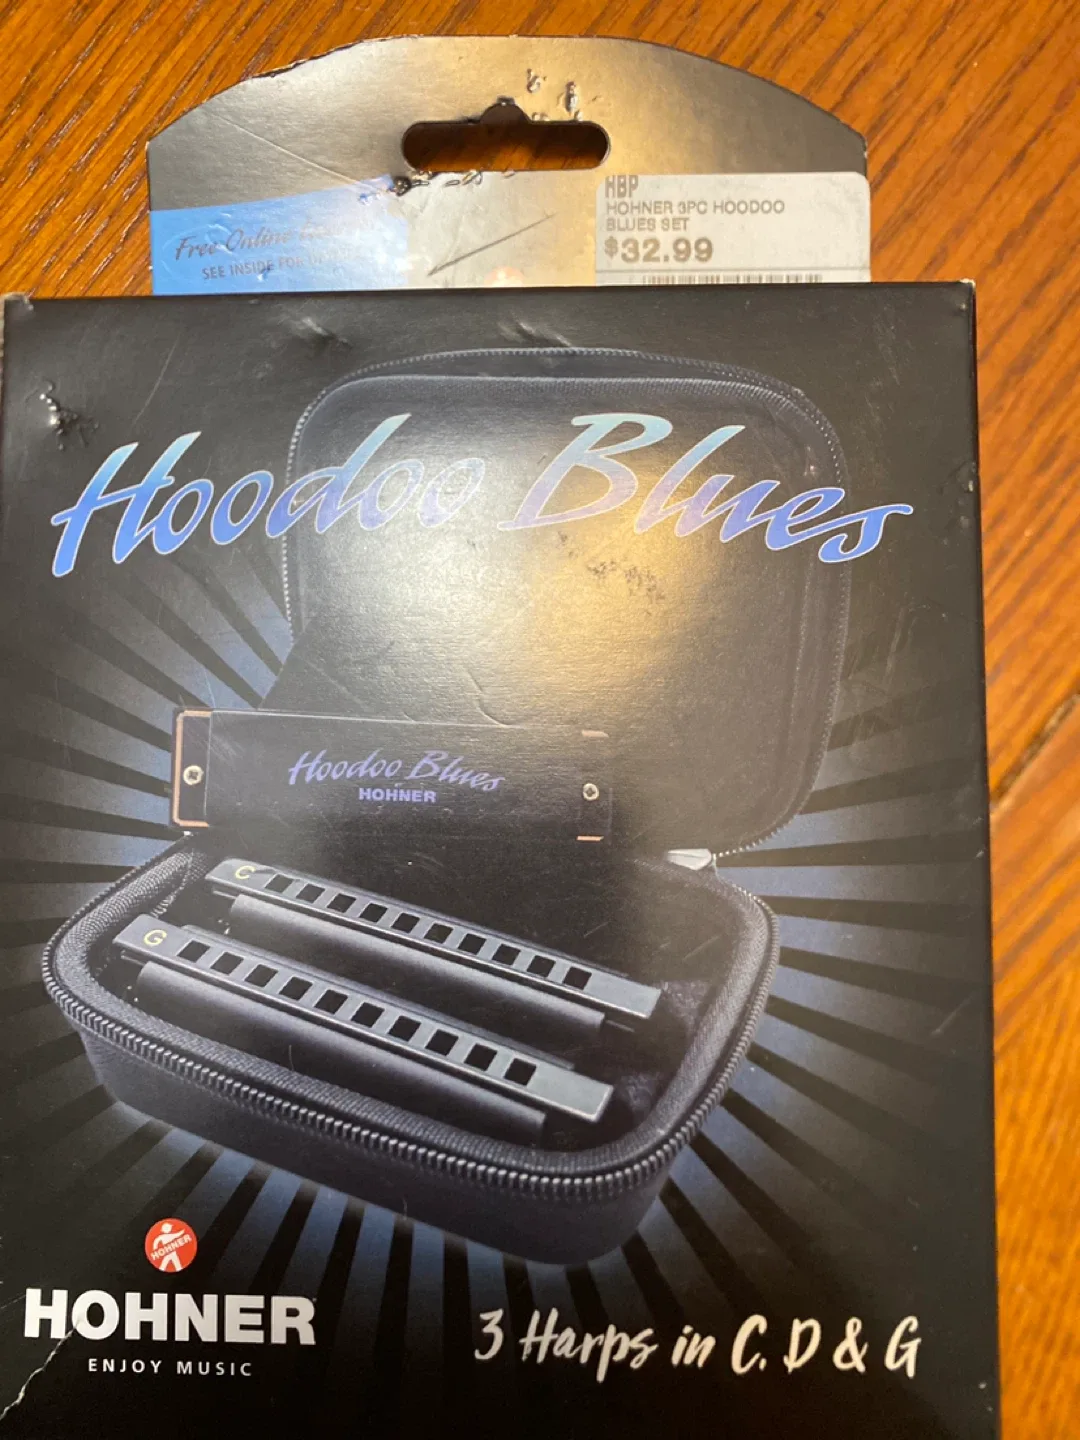 HBP
HOHNER 3PC HOODOO
BLUES SET
$32.99
Free Online
SEE INSIDE FOR
Hoodoo Blues
Hoodoo Blues
HOHNER
C
G
HOHNER
HOHNER
ENJOY MUSIC
3 Harps in C, D & G